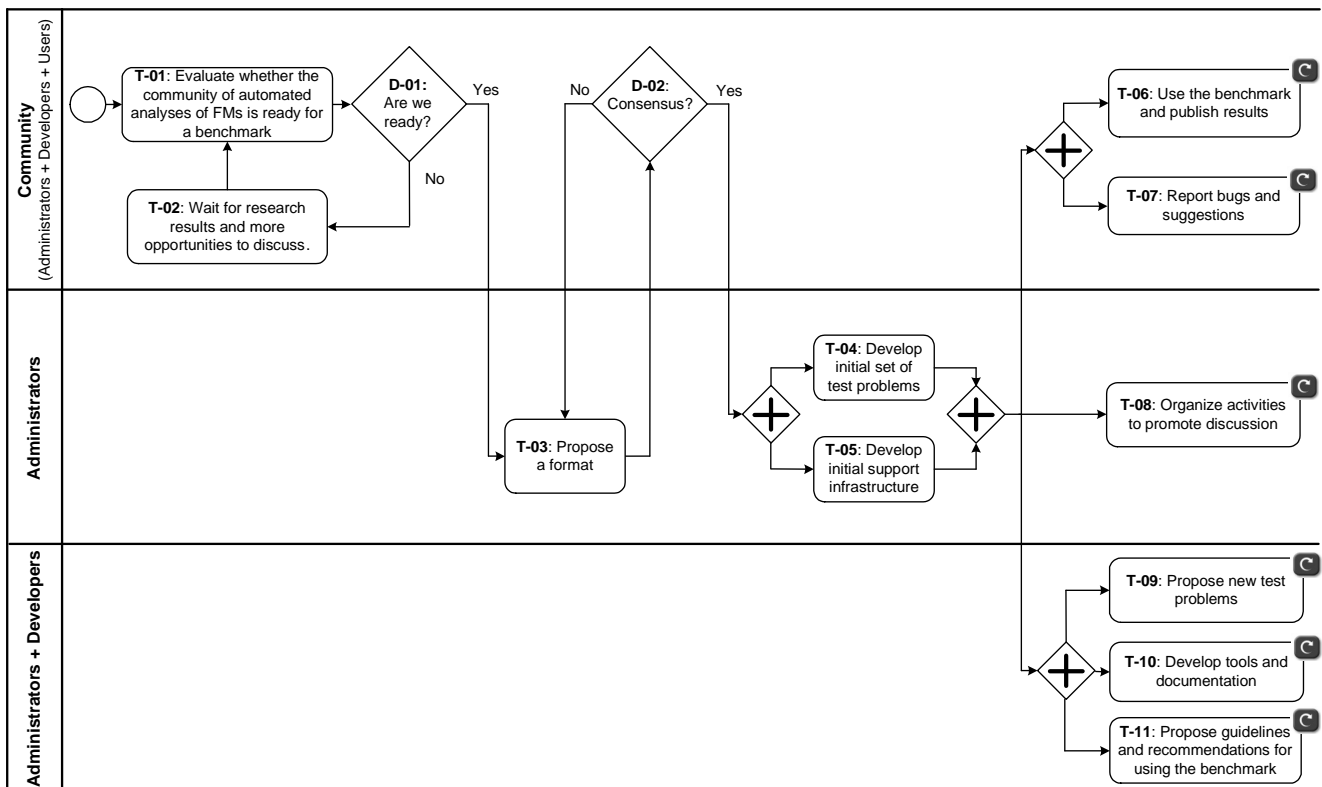 Community
(Administrators + Developers + Users)
T-01: Evaluate whether the
community of automated
analyses of FMs is ready for
a benchmark
D-01:
Are we
ready?
Yes
No
T-02: Wait for research
results and more
opportunities to discuss.
No
D-02:
Consensus?
Yes
T-06: Use the benchmark
and publish results
T-07: Report bugs and
suggestions
Administrators
T-03: Propose
a format
T-04: Develop
initial set of
test problems
T-05: Develop
initial support
infrastructure
T-08: Organize activities
to promote discussion
Administrators + Developers
T-09: Propose new test
problems
T-10: Develop tools and
documentation
T-11: Propose guidelines
and recommendations for
using the benchmark